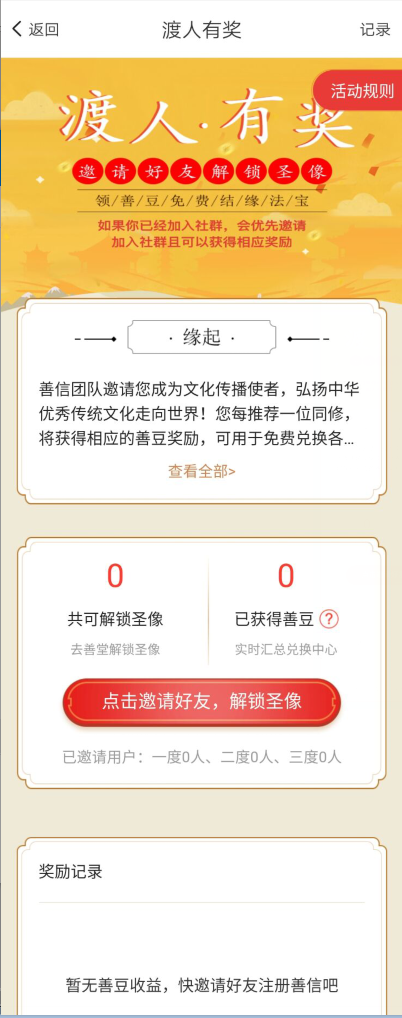 返回
渡人有奖
记录
活动规则
渡人·有奖
邀请好友解锁圣像
领/善/豆/免/费/结/缘/法/宝
如果你已经加入社群，会优先邀请
加入社群且可以获得相应奖励
· 缘起 ·
善信团队邀请您成为文化传播使者，弘扬中华
优秀传统文化走向世界！您每推荐一位同修，
将获得相应的善豆奖励，可用于免费兑换各...
查看全部>
0
0
共可解锁圣像
已获得善豆 ?
去善堂解锁圣像
实时汇总兑换中心
点击邀请好友，解锁圣像
已邀请用户：一度0人、二度0人、三度0人
奖励记录
暂无善豆收益，快邀请好友注册善信吧